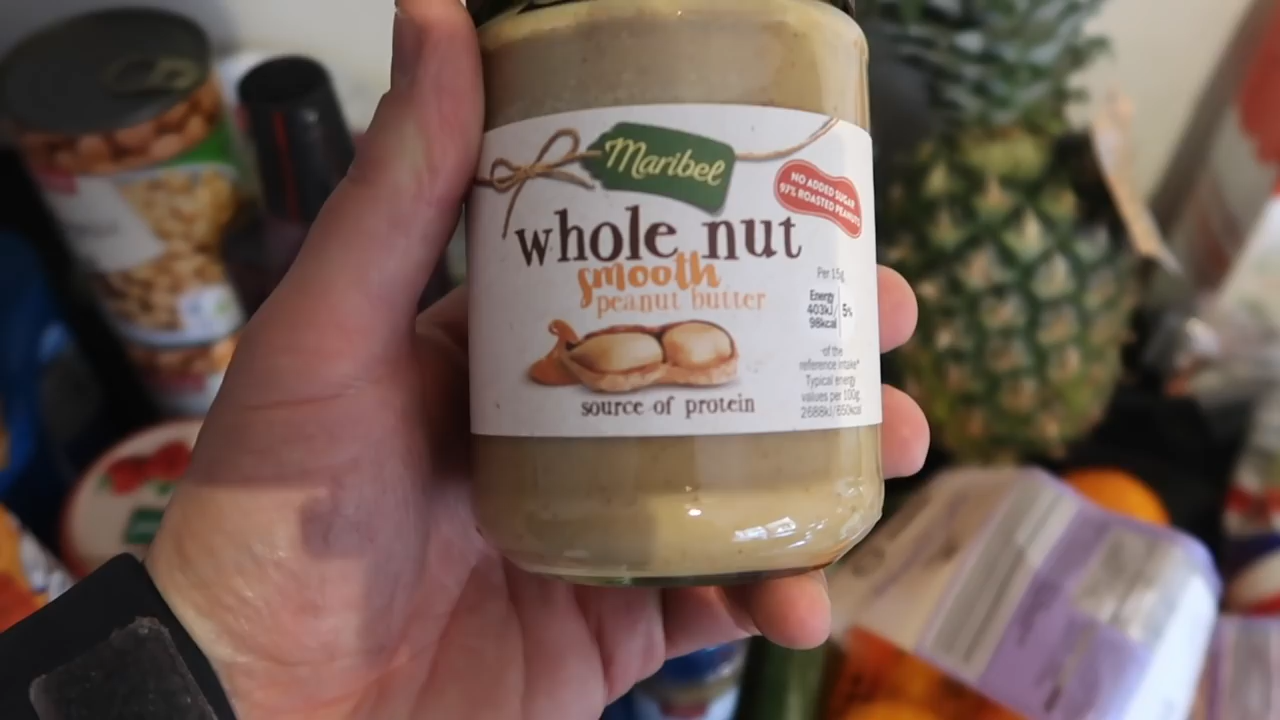 Maribel
NO ADDED SUGAR
97% ROASTED PEANUTS
whole nut
smooth
peanut butter
source of protein
Per 15g
Energy
403kJ/
98kcal
5%
of the
reference intake*
Typical energy
values per 100g
2688kJ/650kcal